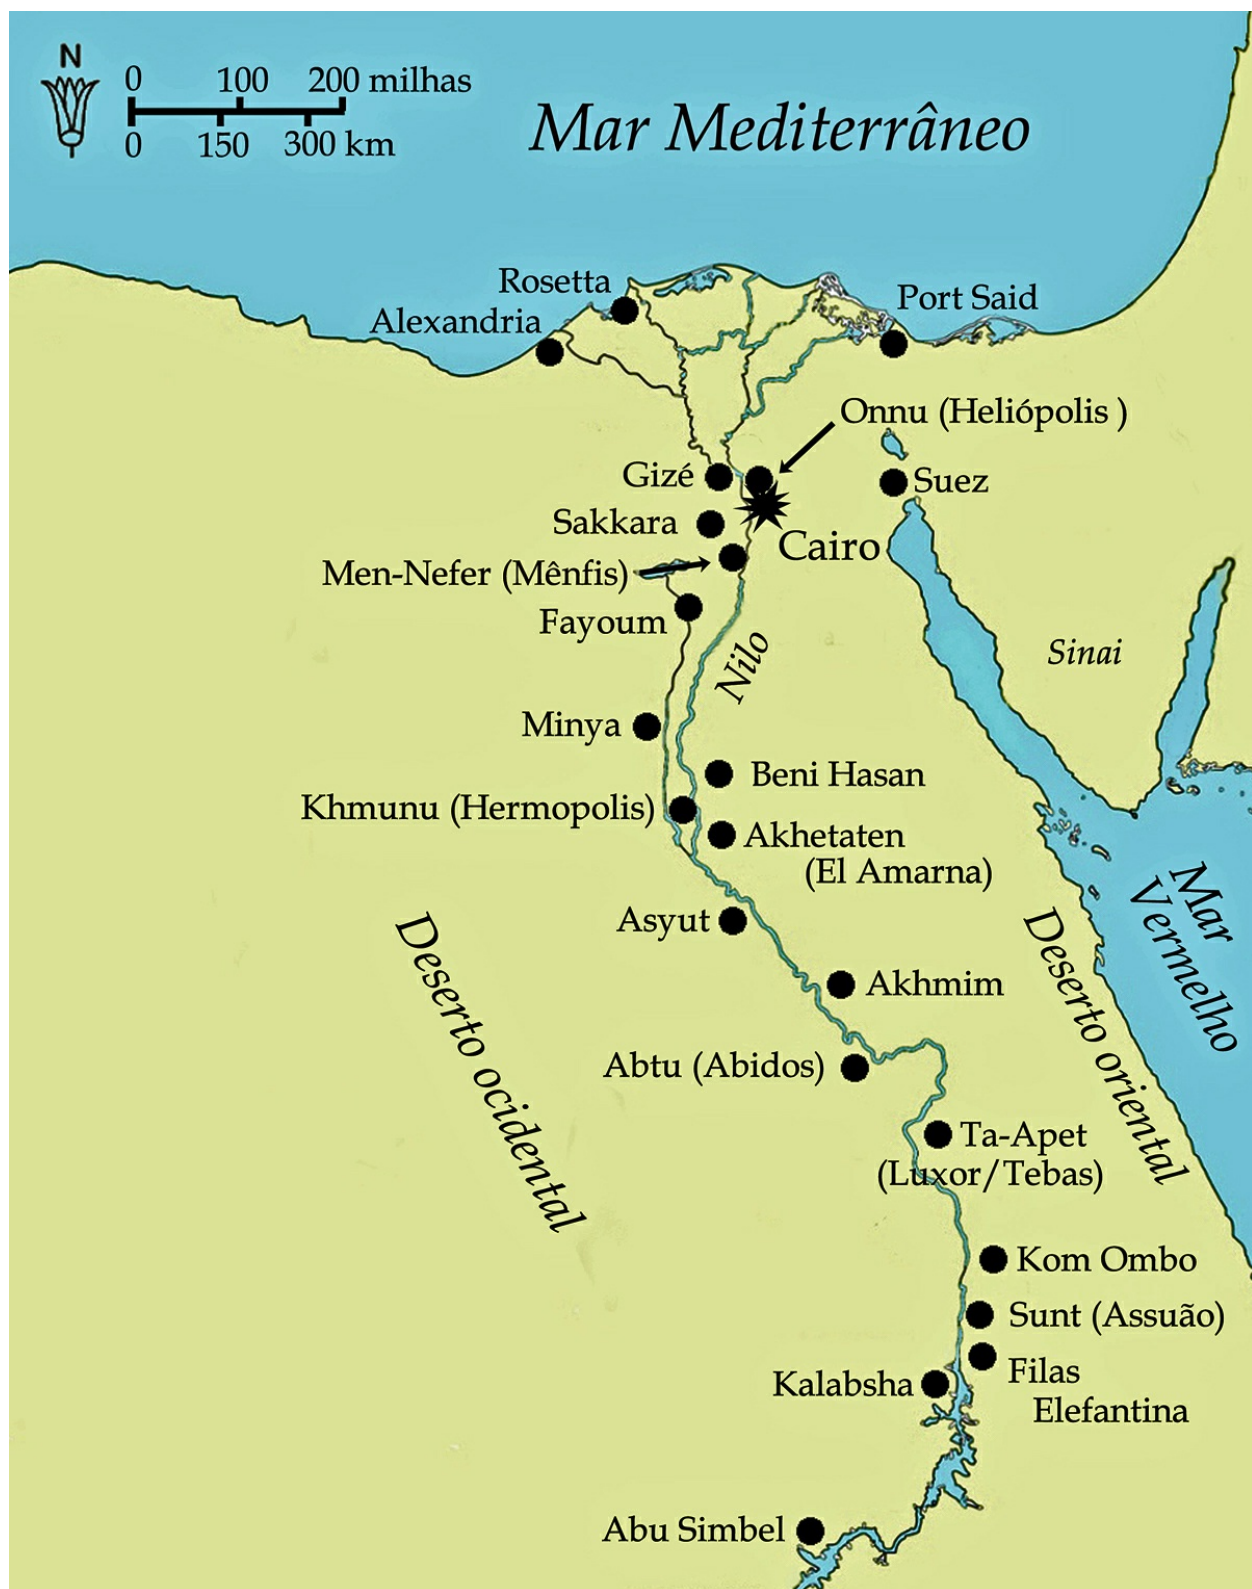 N
0 100 200 milhas
0 150 300 km
Mar Mediterrâneo
Rosetta
Port Said
Alexandria
Onnu (Heliópolis )
Gizé
Suez
Sakkara
Cairo
Men-Nefer (Mênfis)
Fayoum
Nilo
Sinai
Minya
Beni Hasan
Khmunu (Hermopolis)
Akhetaten
(El Amarna)
Mar
Vermelho
Asyut
Deserto ocidental
Deserto oriental
Akhmim
Abtu (Abidos)
Ta-Apet
(Luxor/Tebas)
Kom Ombo
Sunt (Assuão)
Filas
Elefantina
Kalabsha
Abu Simbel